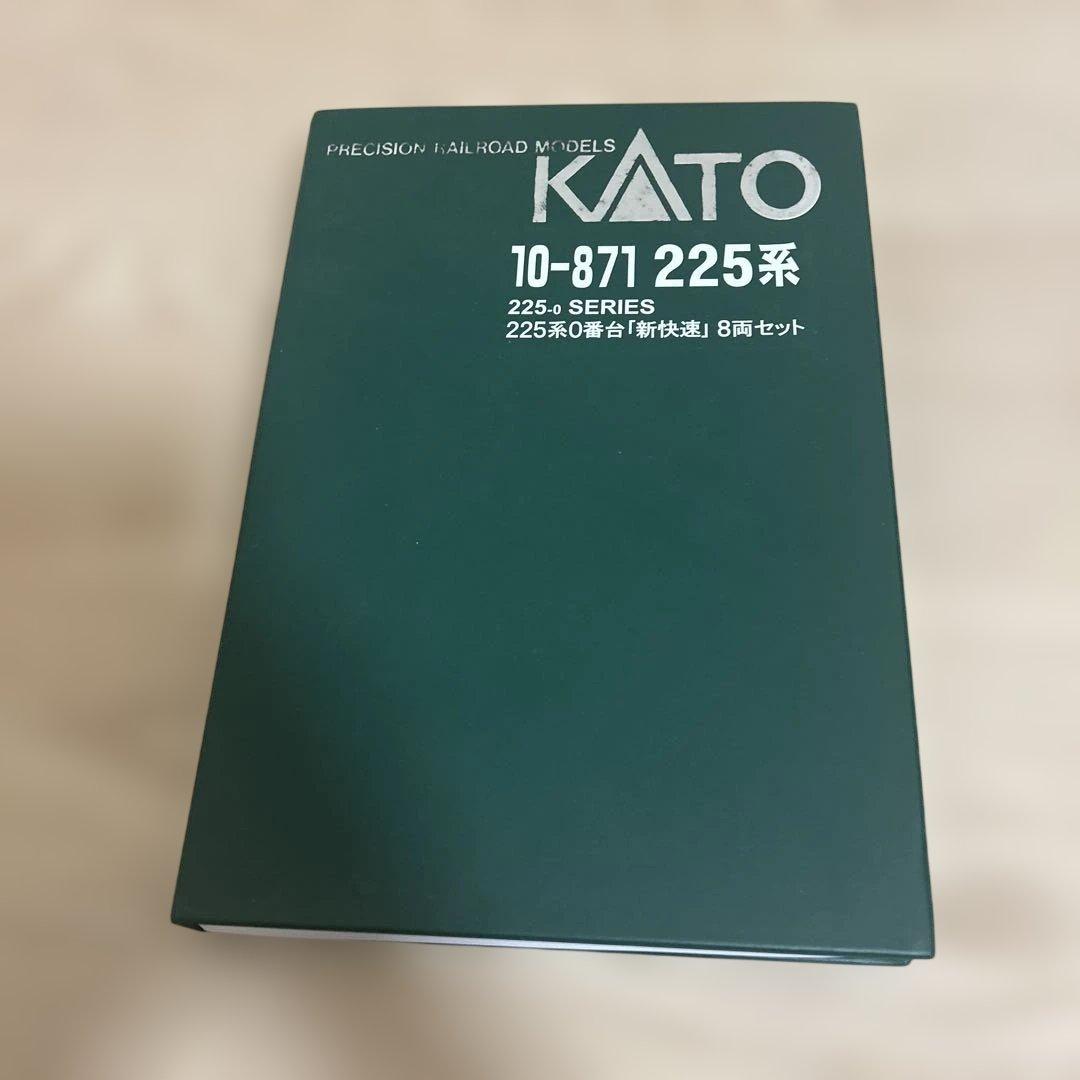 PRECISION RAILROAD MODELS
KATO
10-871 225系
225-0 SERIES
225系0番台「新快速」8両セット